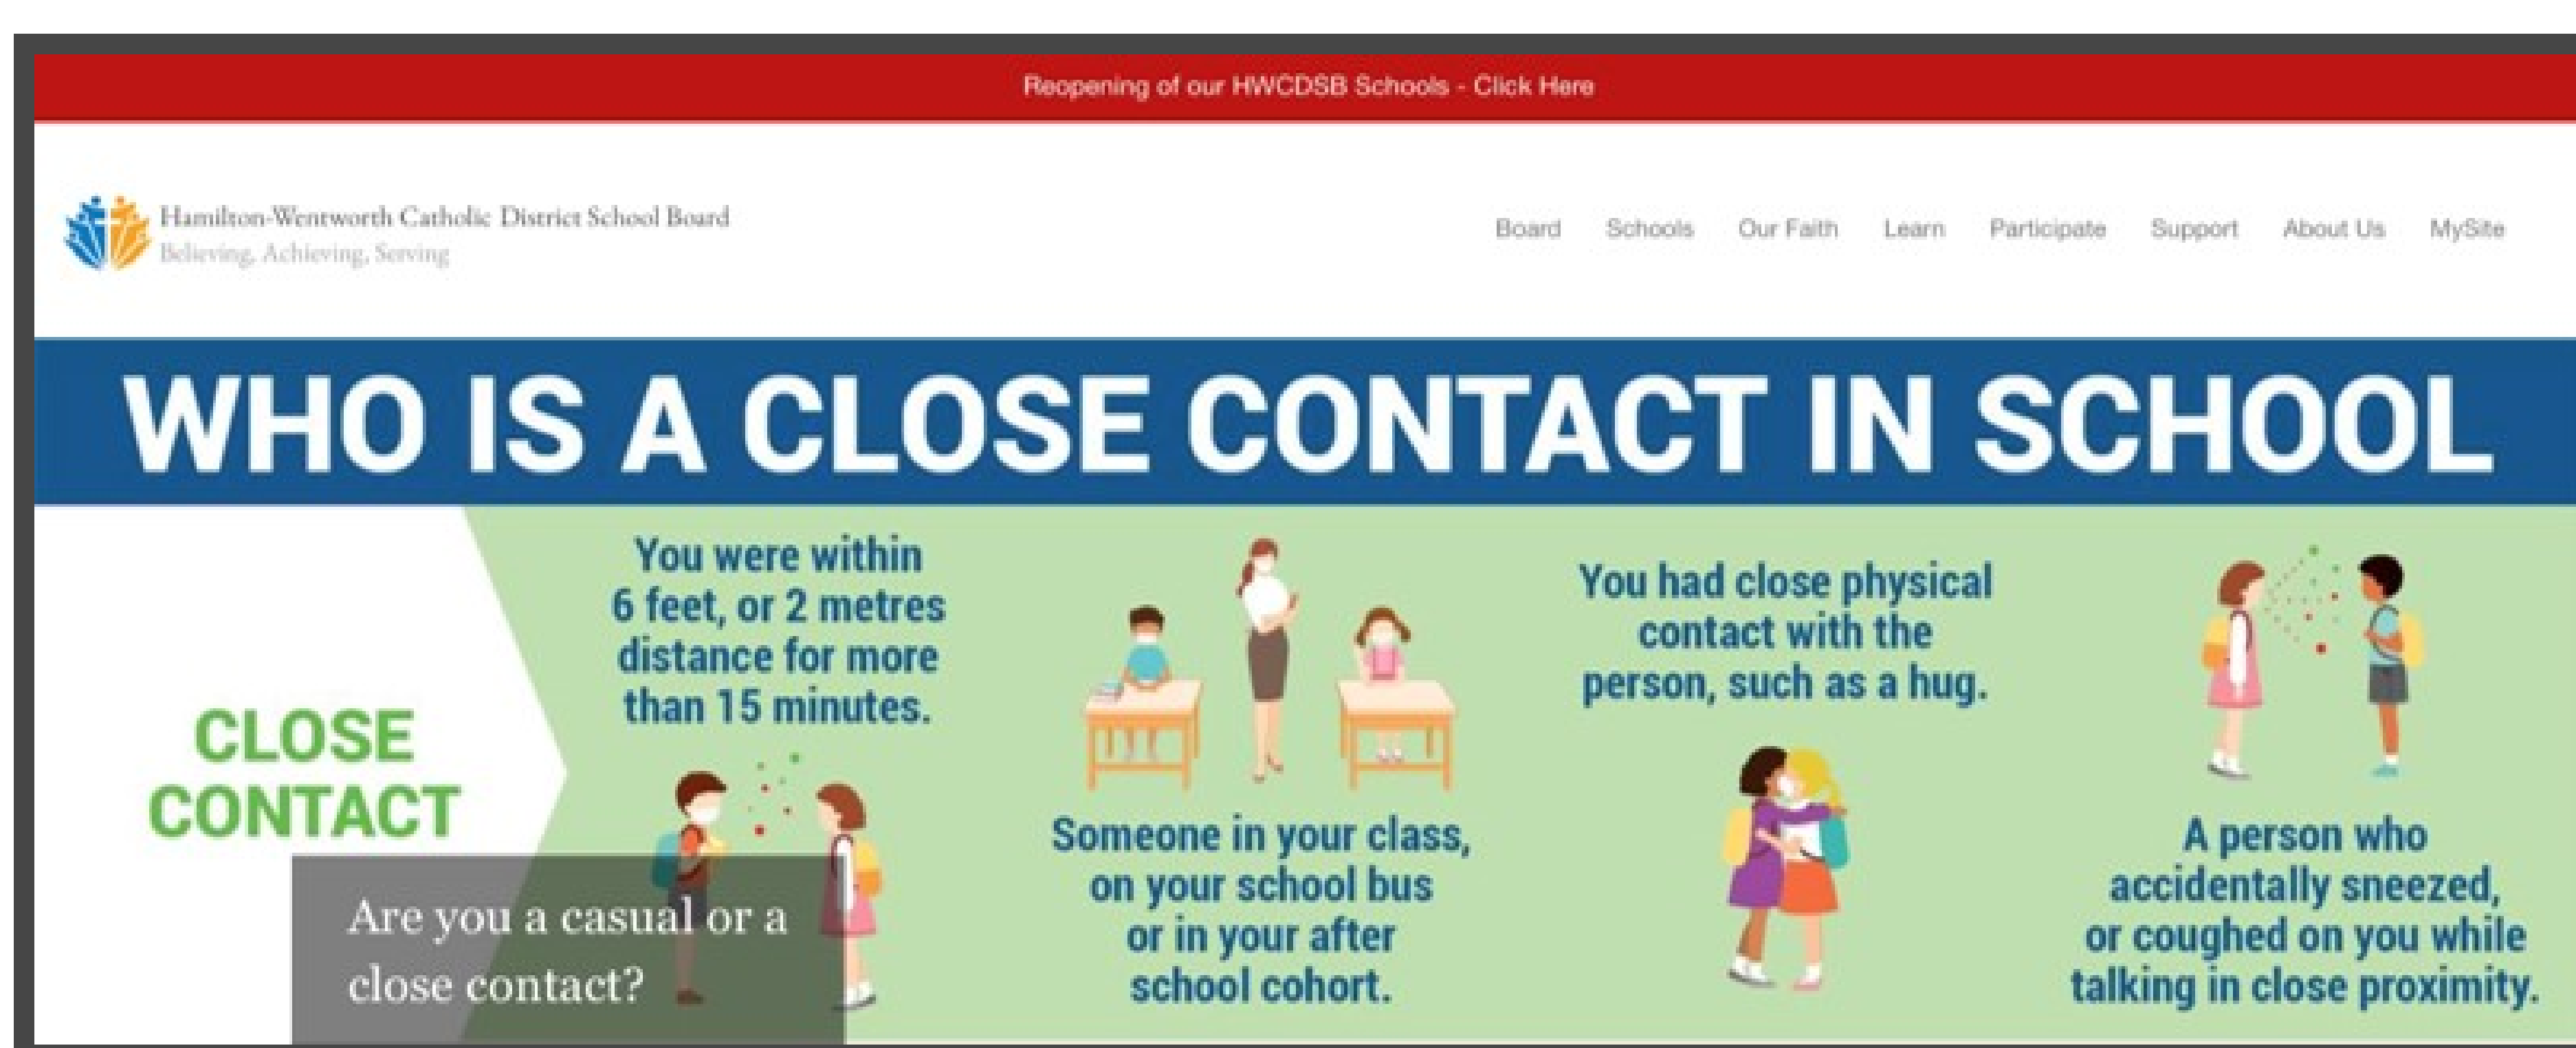 Reopening of our HWCDSB Schools - Click Here
Hamilton-Wentworth Catholic District School Board
Believing, Achieving, Serving
Board Schools Our Faith Learn Participate Support About Us MySite
WHO IS A CLOSE CONTACT IN SCHOOL
CLOSE
CONTACT
You were within
6 feet, or 2 metres
distance for more
than 15 minutes.
Someone in your class,
on your school bus
or in your after
school cohort.
You had close physical
contact with the
person, such as a hug.
A person who
accidentally sneezed,
or coughed on you while
talking in close proximity.
Are you a casual or a
close contact?